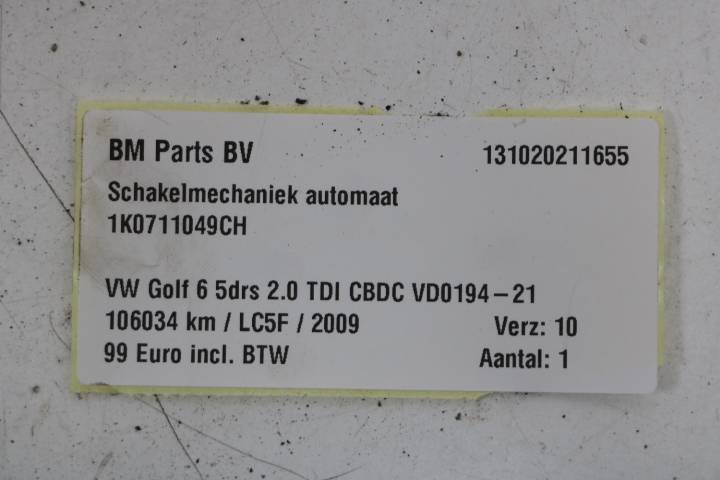 BM Parts BV 131020211655
Schakelmechaniek automaat
1K0711049CH
VW Golf 6 5drs 2.0 TDI CBDC VD0194-21
106034 km / LC5F / 2009 Verz: 10
99 Euro incl. BTW Aantal: 1